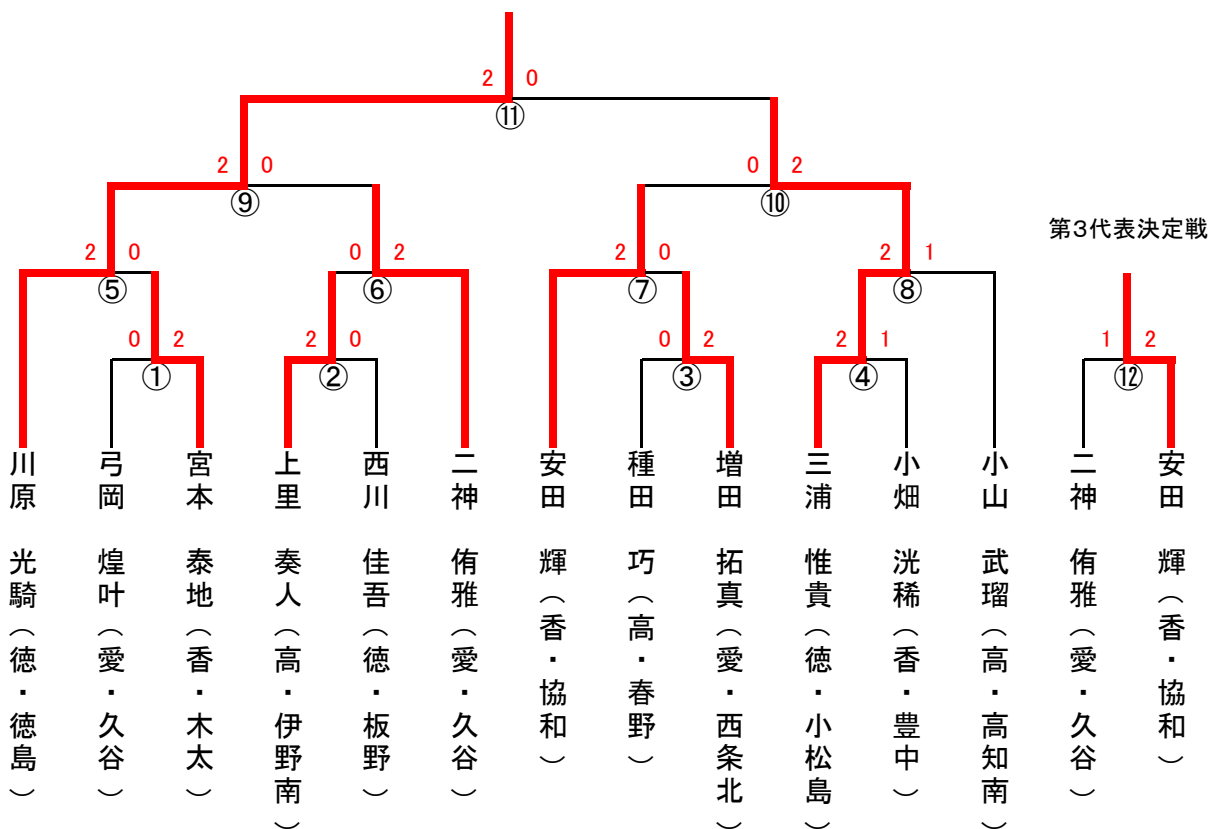 2 0
⑪
2 0
0 2
⑨
⑩
第3代表決定戦
2 0
0 2
2 0
2 1
⑤
⑥
⑦
⑧
0 2
2 0
0 2
2 1
1 2
①
②
③
④
⑫
川原 光騎（徳・徳島）
弓岡 煌叶（愛・久谷）
宮本 泰地（香・木太）
上里 奏人（高・伊野南）
西川 佳吾（徳・板野）
二神 侑雅（愛・久谷）
安田 輝（香・協和）
種田 巧（高・春野）
増田 拓真（愛・西条北）
三浦 惟貴（徳・小松島）
小畑 洸稀（香・豊中）
小山 武瑠（高・高知南）
二神 侑雅（愛・久谷）
安田 輝（香・協和）